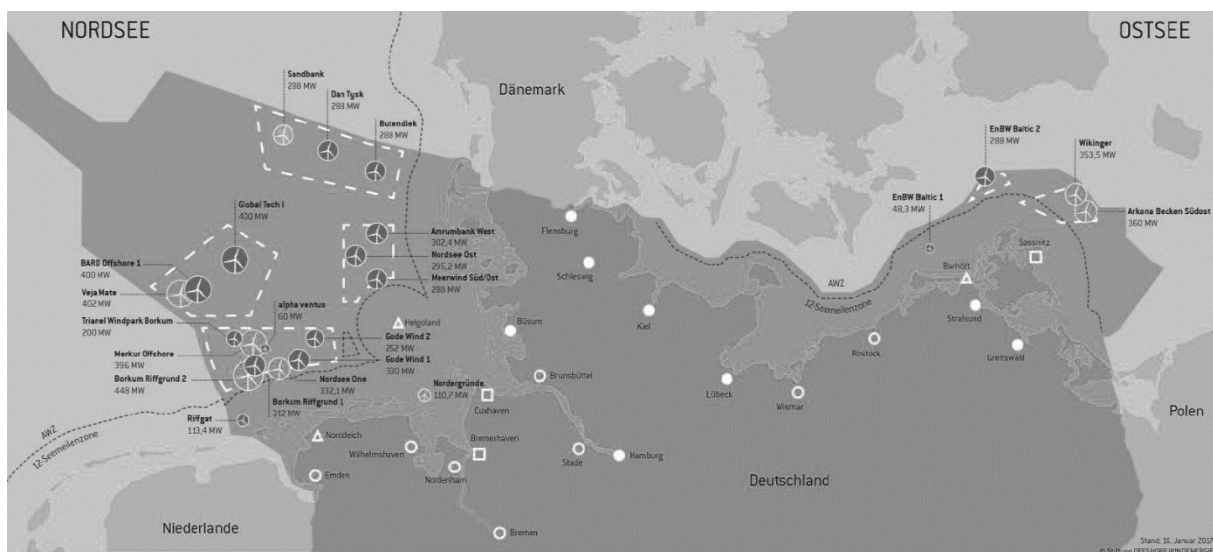 NORDSEE
OSTSEE
Sandbank
288 MW
Dan Tysk
288 MW
Butendiek
288 MW
Dänemark
EnBW Baltic 2
288 MW
Wikinger
353,5 MW
EnBW Baltic 1
48,3 MW
Arkona Becken Südost
360 MW
Global Tech I
400 MW
Amrumbank West
302,4 MW
Nordsee Ost
295,2 MW
Meerwind Süd/Ost
288 MW
BARD Offshore 1
400 MW
Veja Mate
402 MW
alpha ventus
60 MW
Trianel Windpark Borkum
200 MW
Merkur Offshore
396 MW
Borkum Riffgrund 2
448 MW
Gode Wind 2
252 MW
Gode Wind 1
330 MW
Nordsee One
332,1 MW
Borkum Riffgrund 1
312 MW
Nordergründe
110,7 MW
Riffgat
113,4 MW
AWZ
12-Seemeilenzone
AWZ
12-Seemeilenzone
Flensburg
Schleswig
Kiel
Helgoland
Büsum
Brunsbüttel
Cuxhaven
Bremerhaven
Norddeich
Wilhelmshaven
Nordenham
Emden
Stade
Hamburg
Bremen
Lübeck
Wismar
Rostock
Barhöft
Sassnitz
Stralsund
Greifswald
Niederlande
Deutschland
Polen
Stand: 16. Januar 2017
© Stiftung OFFSHORE-WINDENERGIE